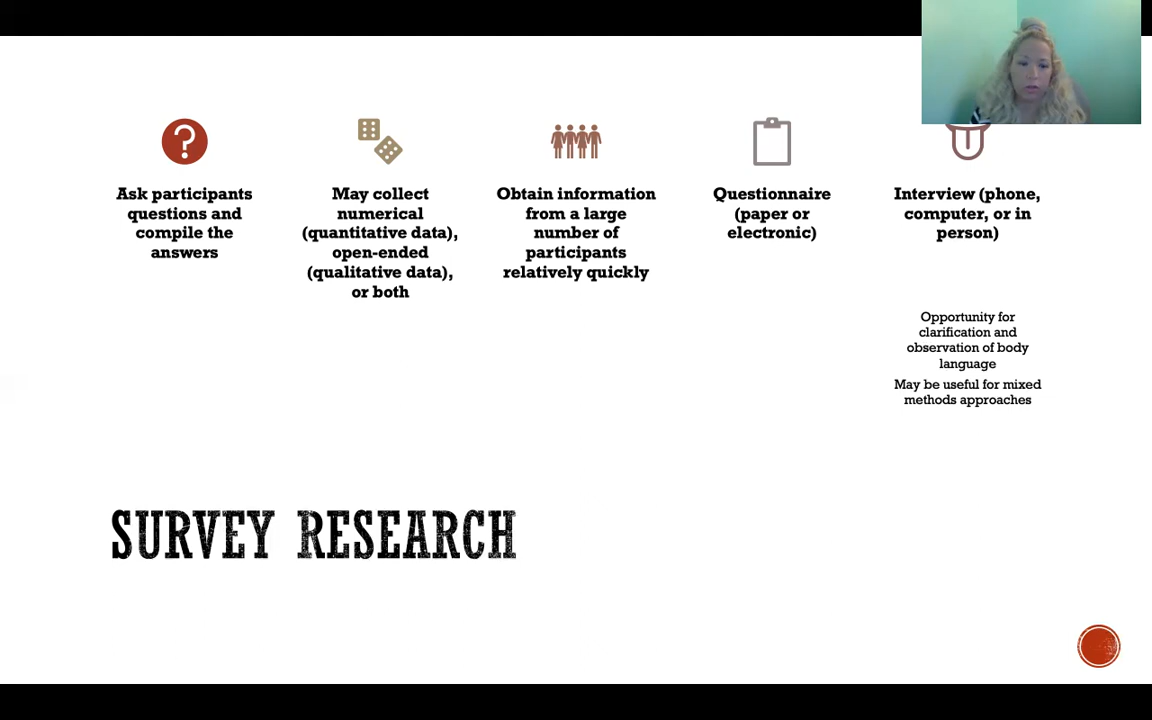 Ask participants
questions and
compile the
answers
May collect
numerical
(quantitative data),
open-ended
(qualitative data),
or both
Obtain information
from a large
number of
participants
relatively quickly
Questionnaire
(paper or
electronic)
Interview (phone,
computer, or in
person)
Opportunity for
clarification and
observation of body
language
May be useful for mixed
methods approaches
SURVEY RESEARCH